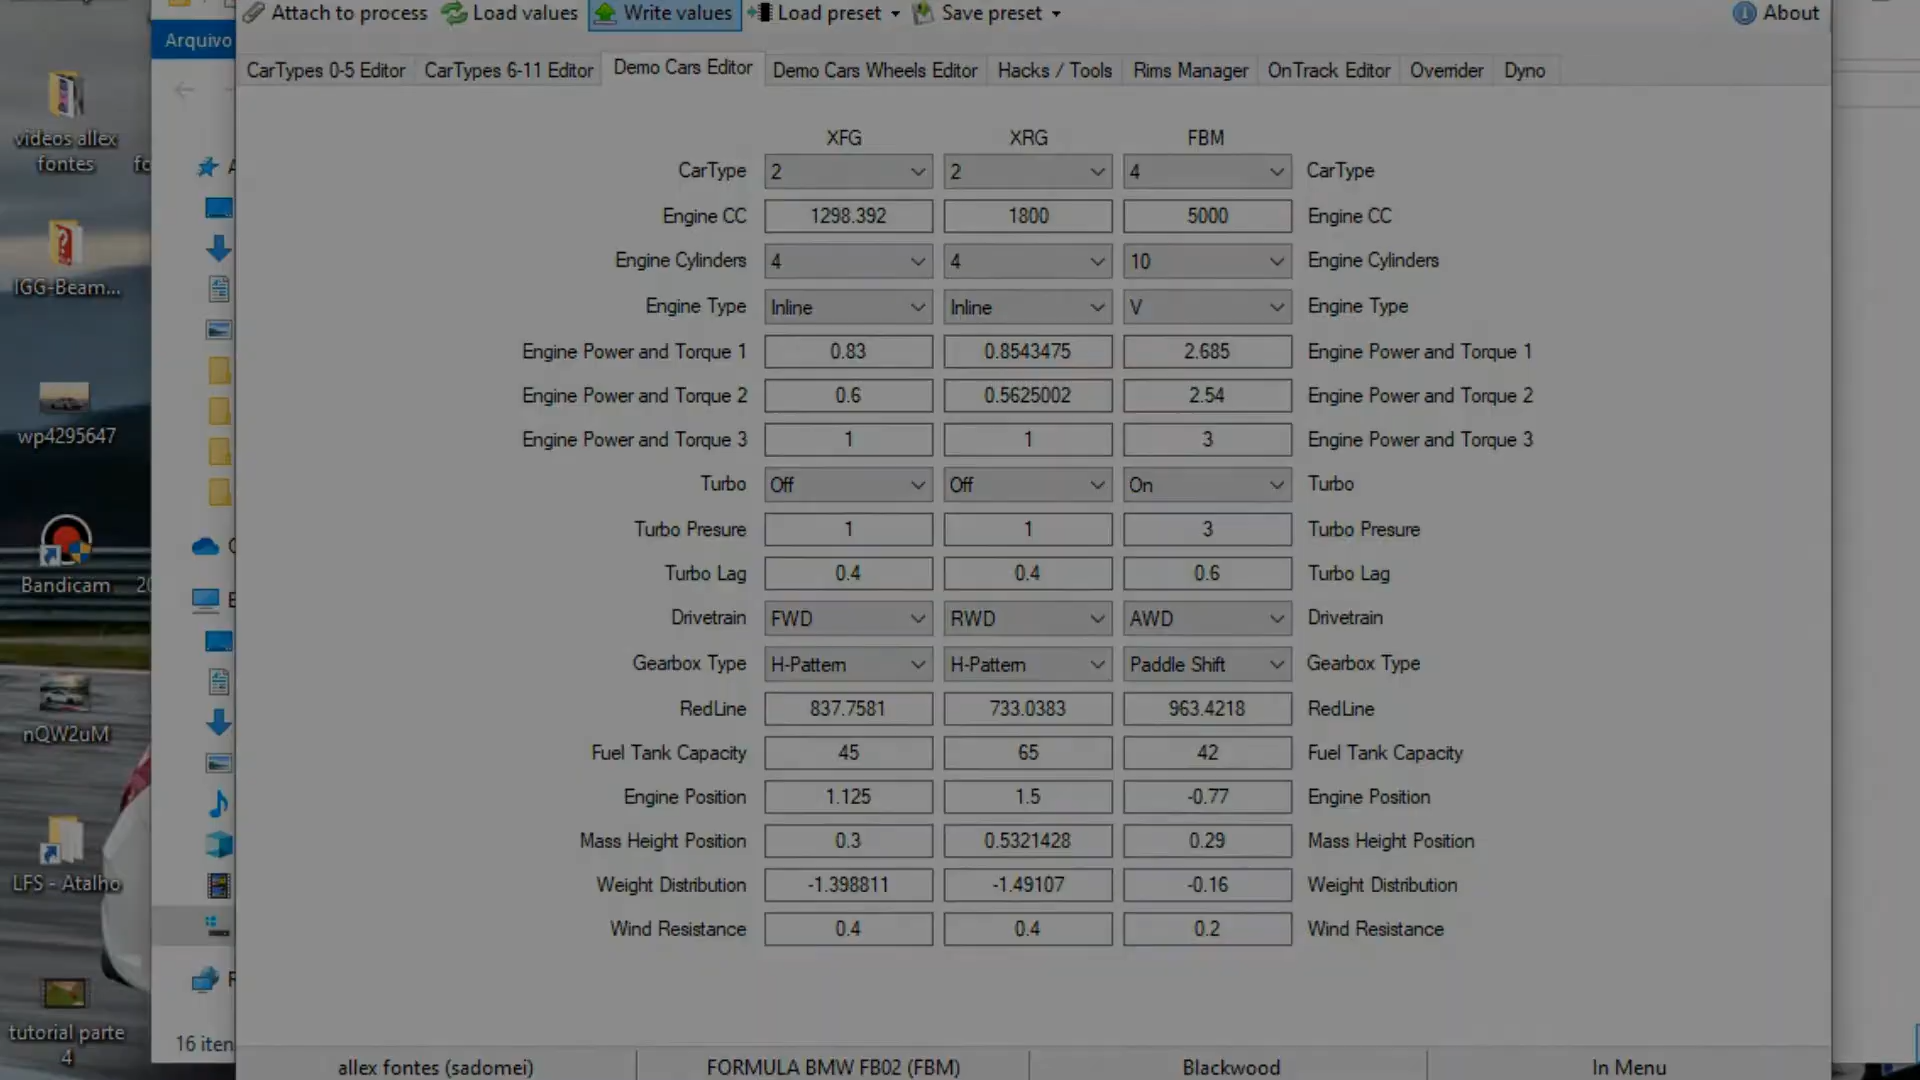 Attach to process Load values Write values Load preset Save preset About
Arquivo
CarTypes 0-5 Editor CarTypes 6-11 Editor Demo Cars Editor Demo Cars Wheels Editor Hacks / Tools Rims Manager OnTrack Editor Overrider Dyno
XFG XRG FBM
CarType 2 2 4 CarType
Engine CC 1298.392 1800 5000 Engine CC
Engine Cylinders 4 4 10 Engine Cylinders
Engine Type Inline Inline V Engine Type
Engine Power and Torque 1 0.83 0.8543475 2.685 Engine Power and Torque 1
Engine Power and Torque 2 0.6 0.5625002 2.54 Engine Power and Torque 2
Engine Power and Torque 3 1 1 3 Engine Power and Torque 3
Turbo Off Off On Turbo
Turbo Presure 1 1 3 Turbo Presure
Turbo Lag 0.4 0.4 0.6 Turbo Lag
Drivetrain FWD RWD AWD Drivetrain
Gearbox Type H-Pattern H-Pattern Paddle Shift Gearbox Type
RedLine 837.7581 733.0383 963.4218 RedLine
Fuel Tank Capacity 45 65 42 Fuel Tank Capacity
Engine Position 1.125 1.5 -0.77 Engine Position
Mass Height Position 0.3 0.5321428 0.29 Mass Height Position
Weight Distribution -1.398811 -1.49107 -0.16 Weight Distribution
Wind Resistance 0.4 0.4 0.2 Wind Resistance
allex fontes (sadomei) FORMULA BMW FB02 (FBM) Blackwood In Menu
videos allex
fontes
IGG-Beam...
wp4295647
Bandicam
nQW2uM
LFS - Atalho
tutorial parte
4
16 iten